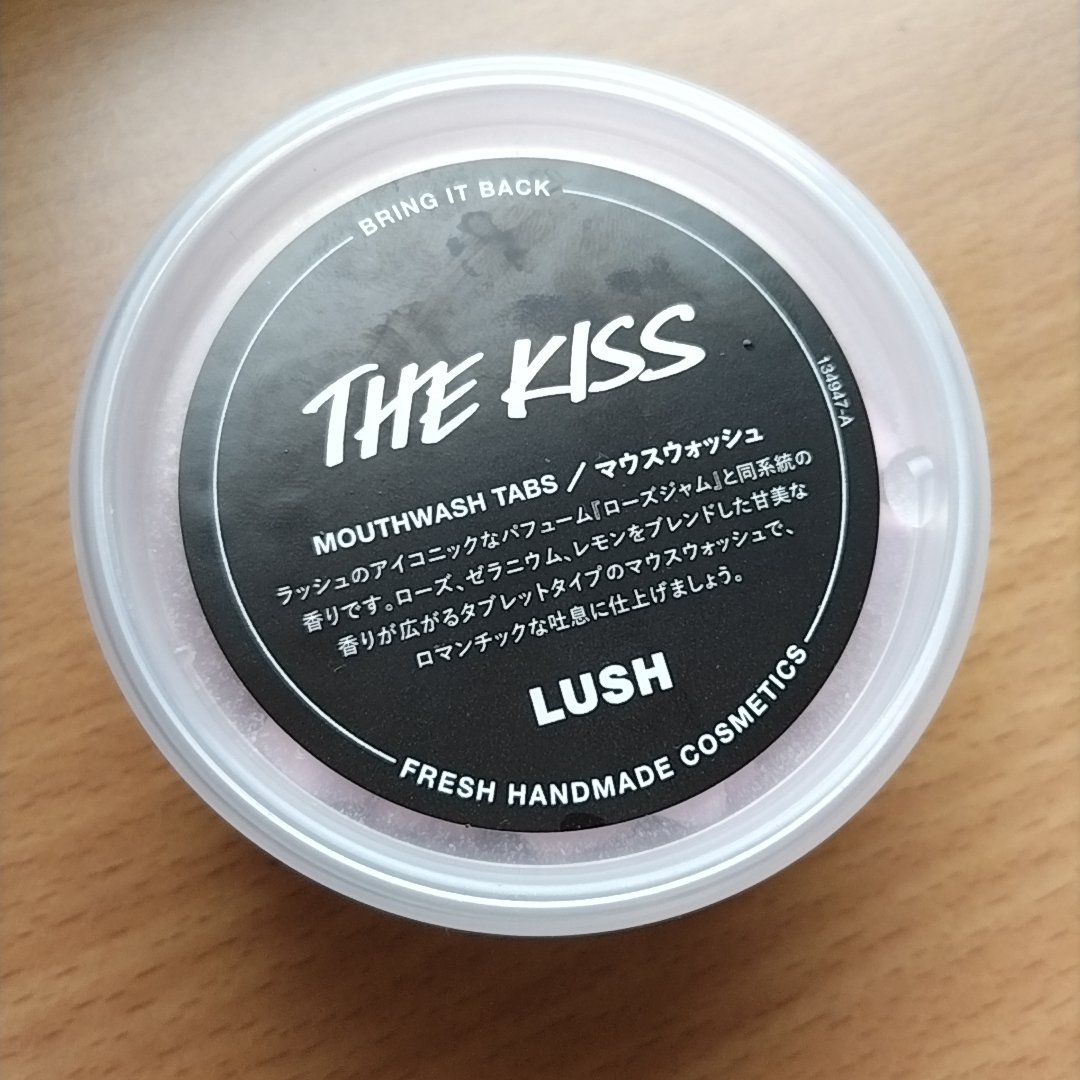 BRING IT BACK
THE KISS
134947-A
MOUTHWASH TABS / マウスウォッシュ
ラッシュのアイコニックなパフューム『ローズジャム』と同系統の
香りです。ローズ、ゼラニウム、レモンをブレンドした甘美な
香りが広がるタブレットタイプのマウスウォッシュで、
ロマンチックな吐息に仕上げましょう。
LUSH
FRESH HANDMADE COSMETICS